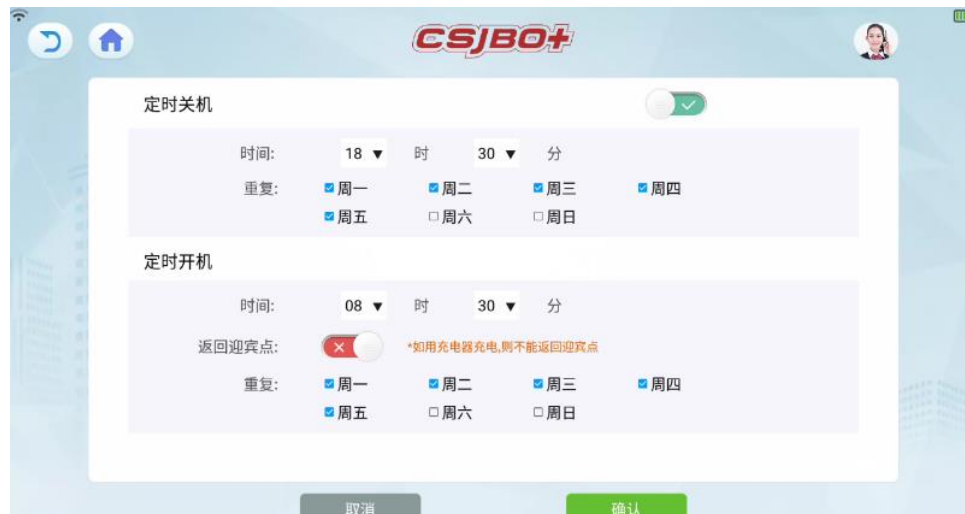 CSJBO+
定时关机
时间: 18 ▼ 时 30 ▼ 分
重复: 周一 周二 周三 周四
周五 周六 周日
定时开机
时间: 08 ▼ 时 30 ▼ 分
返回迎宾点: *如用充电器充电,则不能返回迎宾点
重复: 周一 周二 周三 周四
周五 周六 周日
取消 确认